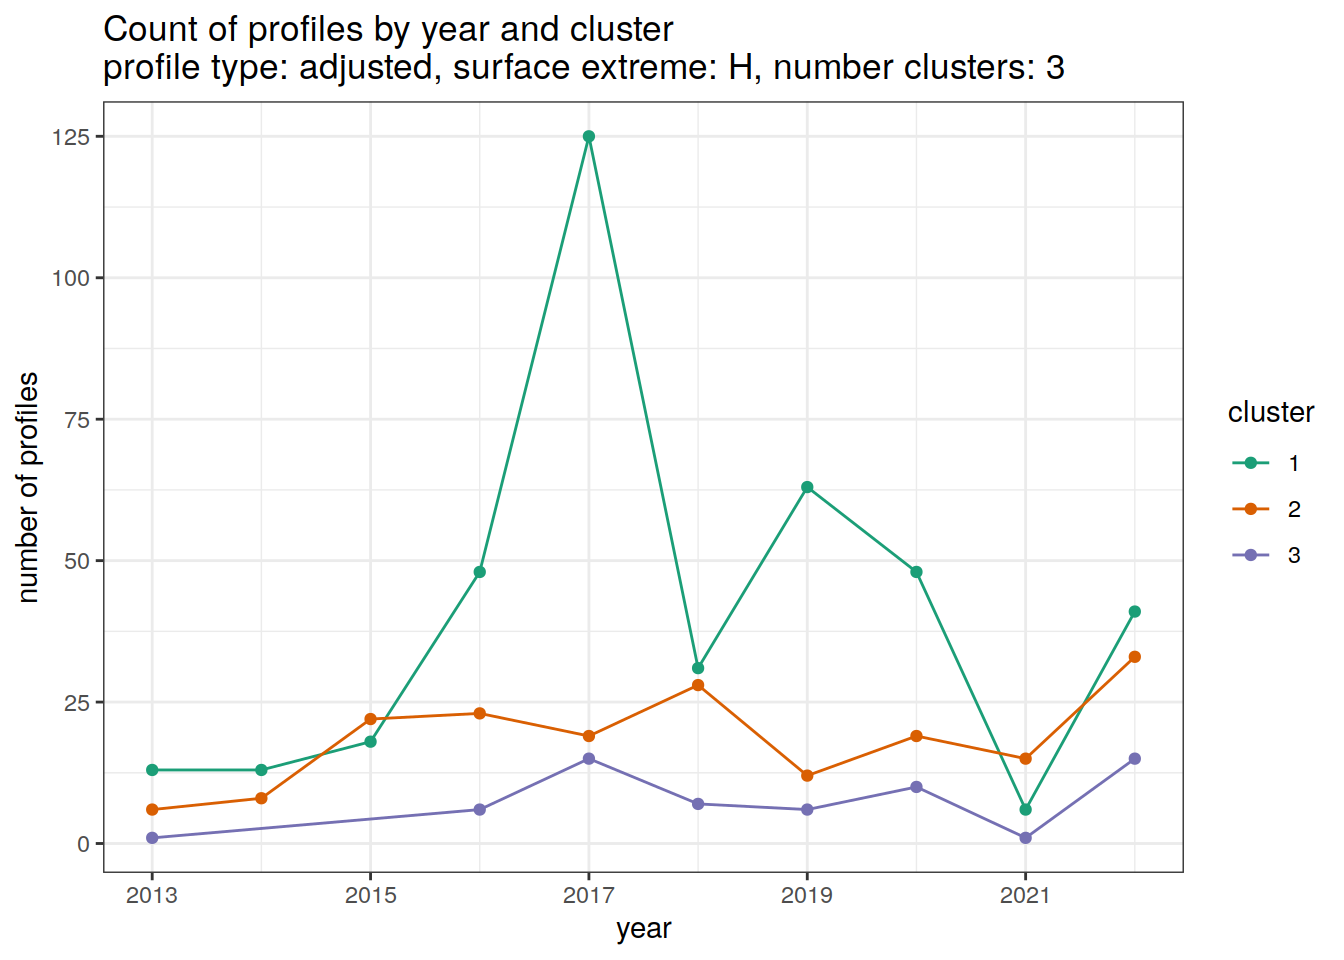 Count of profiles by year and cluster
profile type: adjusted, surface extreme: H, number clusters: 3
125
100
75
50
25
0
number of profiles
2013 2015 2017 2019 2021
year
cluster
1
2
3